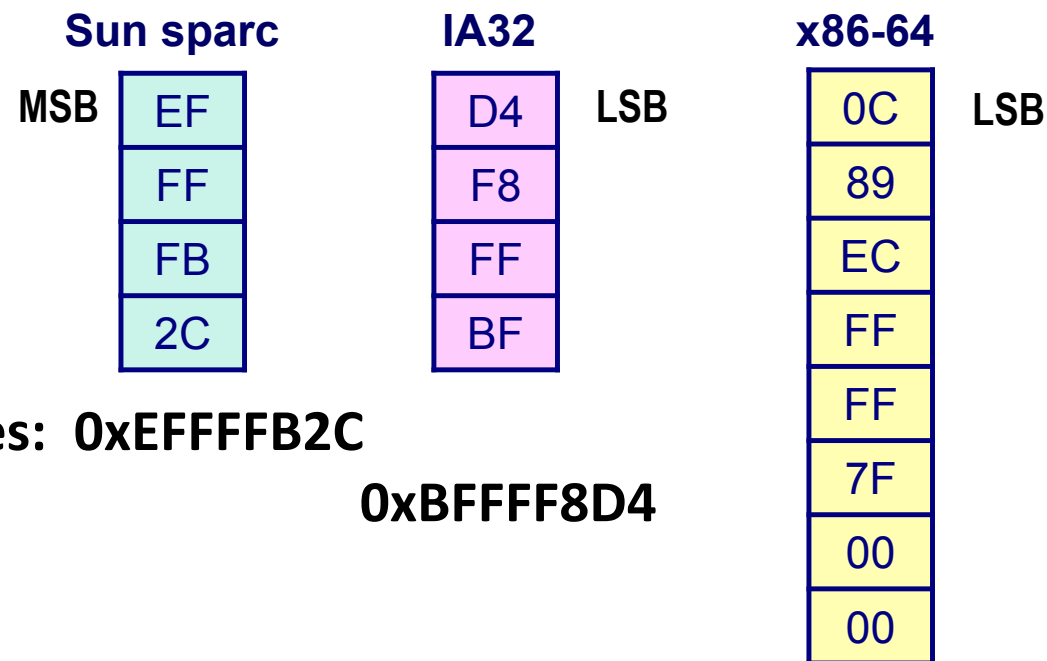 Sun sparc IA32 x86-64
MSB EF D4 LSB 0C LSB
FF F8 89
FB FF EC
2C BF FF
FF
es: 0xEFFFFB2C
7F
0xBFFFF8D4
00
00